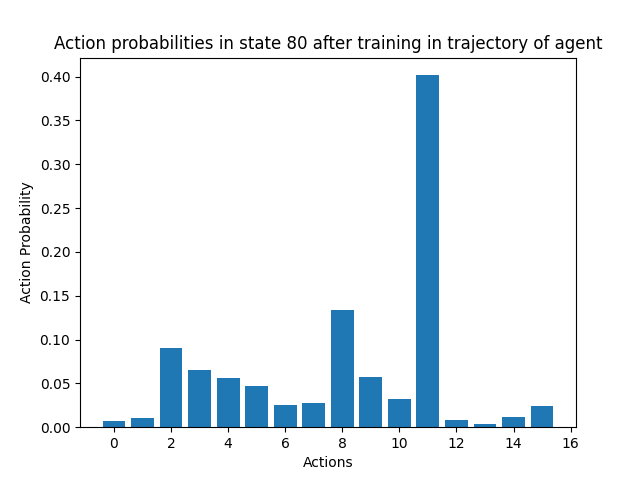 Action probabilities in state 80 after training in trajectory of agent
0.40
0.35
0.30
0.25
0.20
0.15
0.10
0.05
0.00
Action Probability
0 2 4 6 8 10 12 14 16
Actions